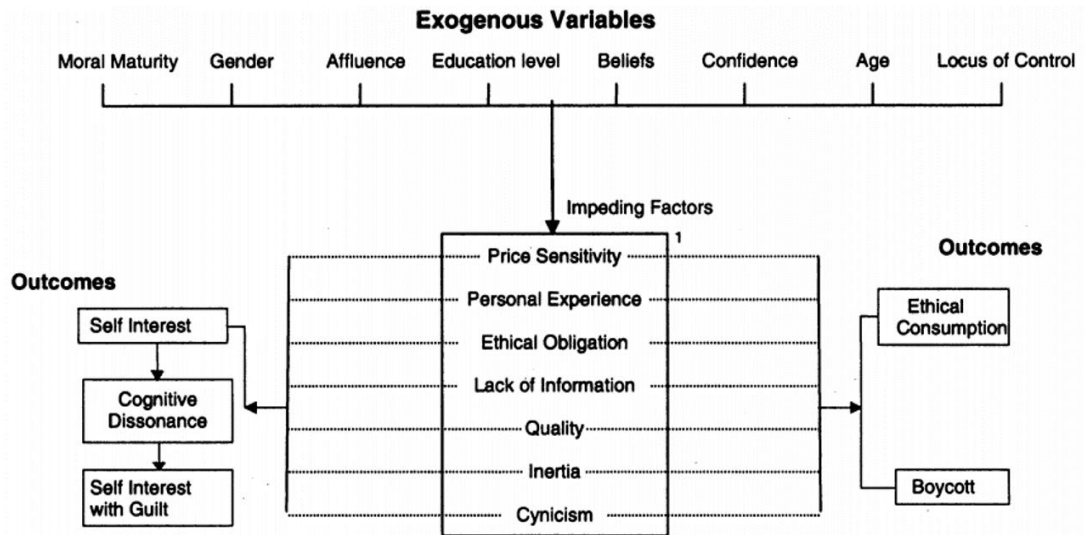 Exogenous Variables
Moral Maturity Gender Affluence Education level Beliefs Confidence Age Locus of Control
Impeding Factors
1
Outcomes
Self Interest
Cognitive
Dissonance
Self Interest
with Guilt
Price Sensitivity
Personal Experience
Ethical Obligation
Lack of Information
Quality
Inertia
Cynicism
Outcomes
Ethical
Consumption
Boycott